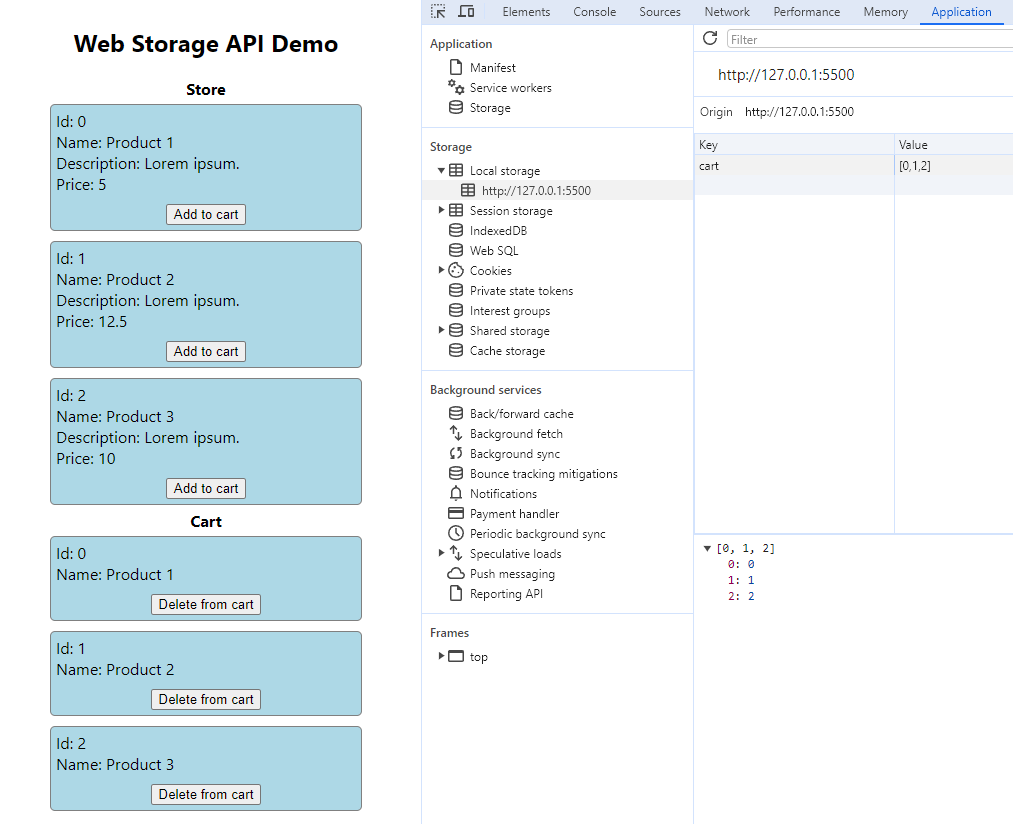 Web Storage API Demo
Store
Id: 0
Name: Product 1
Description: Lorem ipsum.
Price: 5
Add to cart
Id: 1
Name: Product 2
Description: Lorem ipsum.
Price: 12.5
Add to cart
Id: 2
Name: Product 3
Description: Lorem ipsum.
Price: 10
Add to cart
Cart
Id: 0
Name: Product 1
Delete from cart
Id: 1
Name: Product 2
Delete from cart
Id: 2
Name: Product 3
Delete from cart
Elements Console Sources Network Performance Memory Application
Application
Manifest
Service workers
Storage
Storage
Local storage
http://127.0.0.1:5500
Session storage
IndexedDB
Web SQL
Cookies
Private state tokens
Interest groups
Shared storage
Cache storage
Background services
Back/forward cache
Background fetch
Background sync
Bounce tracking mitigations
Notifications
Payment handler
Periodic background sync
Speculative loads
Push messaging
Reporting API
Frames
top
Filter
http://127.0.0.1:5500
Origin http://127.0.0.1:5500
Key Value
cart [0,1,2]
[0, 1, 2]
0: 0
1: 1
2: 2